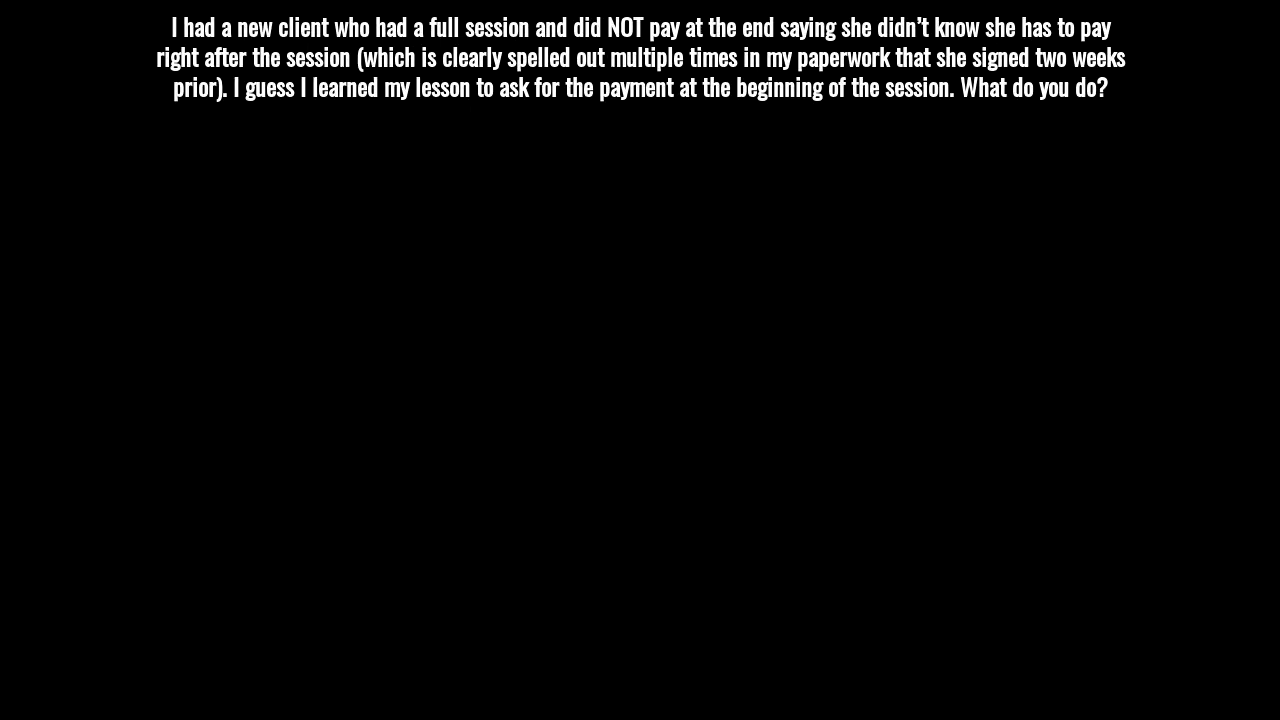 I had a new client who had a full session and did NOT pay at the end saying she didn’t know she has to pay
right after the session (which is clearly spelled out multiple times in my paperwork that she signed two weeks
prior). I guess I learned my lesson to ask for the payment at the beginning of the session. What do you do?